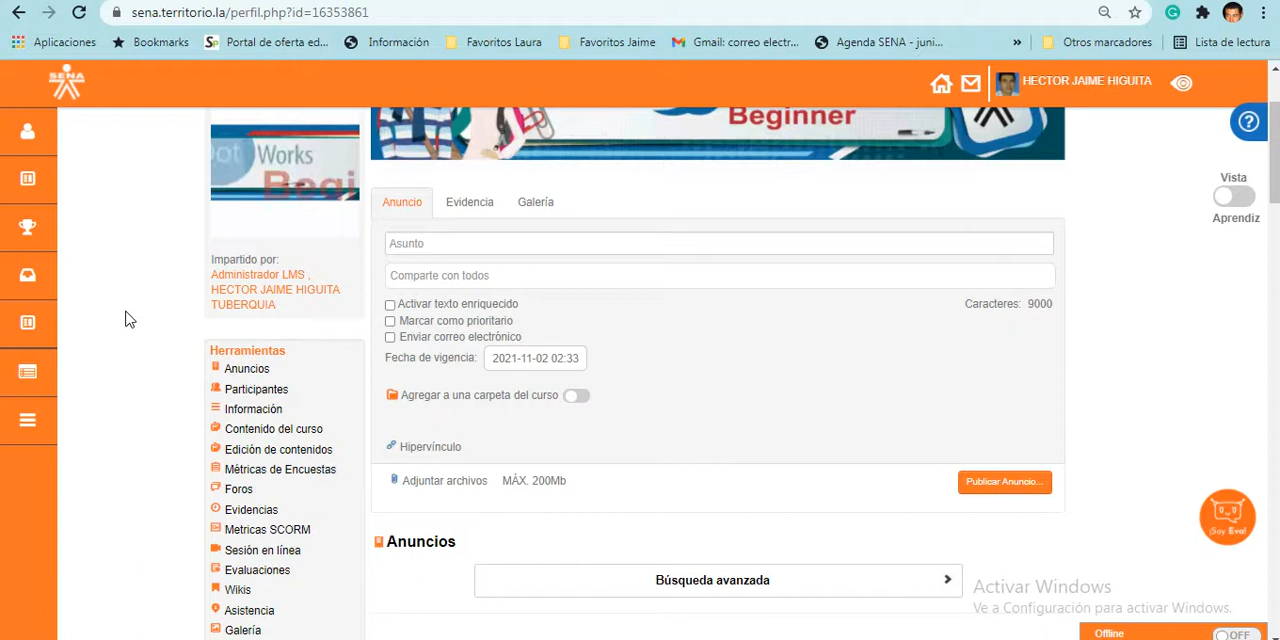 sena.territorio.la/perfil.php?id=16353861
Aplicaciones
Bookmarks
Sp Portal de oferta ed...
Información
Favoritos Laura
Favoritos Jaime
Gmail: correo electr...
Agenda SENA - juni...
»
Otros marcadores
Lista de lectura
SENA
HECTOR JAIME HIGUITA
Beginner
Dot Works
Begi
Vista
Aprendiz
Anuncio
Evidencia
Galería
Asunto
Comparte con todos
Activar texto enriquecido
Caracteres: 9000
Marcar como prioritario
Enviar correo electrónico
Fecha de vigencia: 2021-11-02 02:33
Agregar a una carpeta del curso
Hipervínculo
Adjuntar archivos MÁX. 200Mb
Publicar Anuncio...
Impartido por:
Administrador LMS ,
HECTOR JAIME HIGUITA
TUBERQUIA
Herramientas
Anuncios
Participantes
Información
Contenido del curso
Edición de contenidos
Métricas de Encuestas
Foros
Evidencias
Metricas SCORM
Sesión en línea
Evaluaciones
Wikis
Asistencia
Galería
Anuncios
Búsqueda avanzada
¡Soy Eva!
Activar Windows
Ve a Configuración para activar Windows.
Offline
OFF